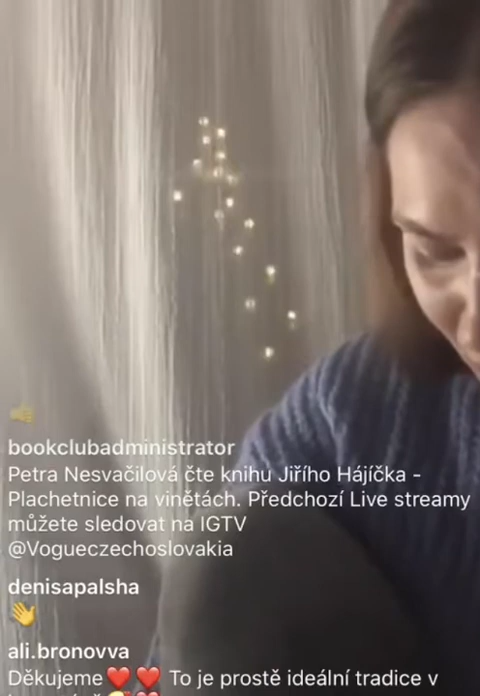 bookclubadministrator
Petra Nesvačilová čte knihu Jiřího Hájíčka -
Plachetnice na vinětách. Předchozí Live streamy
můžete sledovat na IGTV
@Vogueczechoslovakia
denisapalsha
👋
ali.bronovva
Děkujeme❤️❤️ To je prostě ideální tradice v